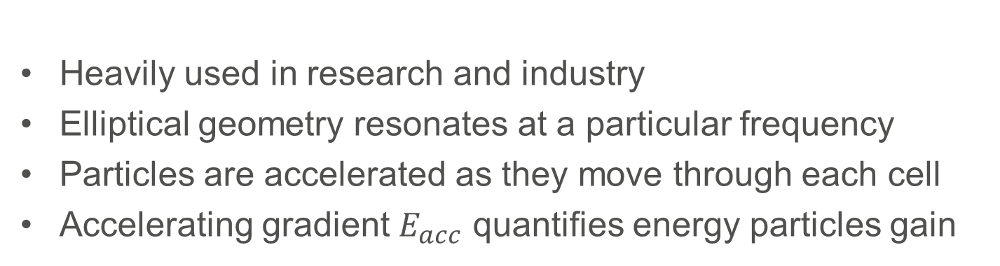 • Heavily used in research and industry
• Elliptical geometry resonates at a particular frequency
• Particles are accelerated as they move through each cell
• Accelerating gradient E_acc quantifies energy particles gain